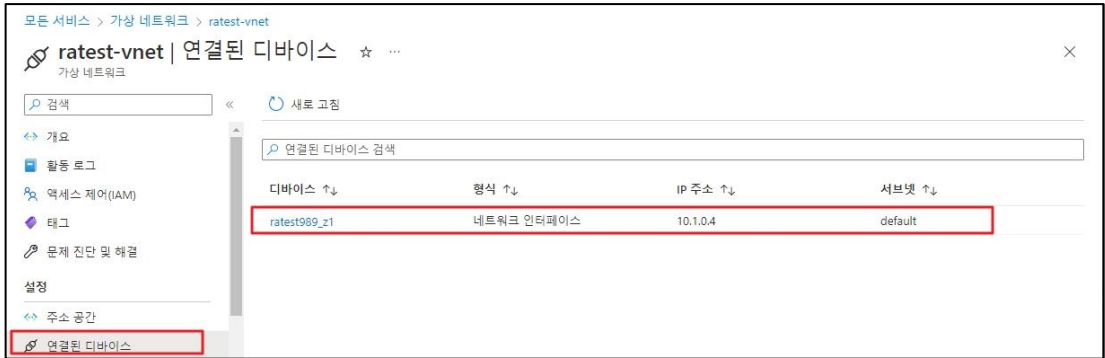 모든 서비스 > 가상 네트워크 > ratest-vnet
ratest-vnet | 연결된 디바이스 ☆ ···
가상 네트워크
검색 «
개요
활동 로그
액세스 제어(IAM)
태그
문제 진단 및 해결
설정
주소 공간
연결된 디바이스
새로 고침
연결된 디바이스 검색
디바이스 ↑↓ 형식 ↑↓ IP 주소 ↑↓ 서브넷 ↑↓
ratest989_z1 네트워크 인터페이스 10.1.0.4 default